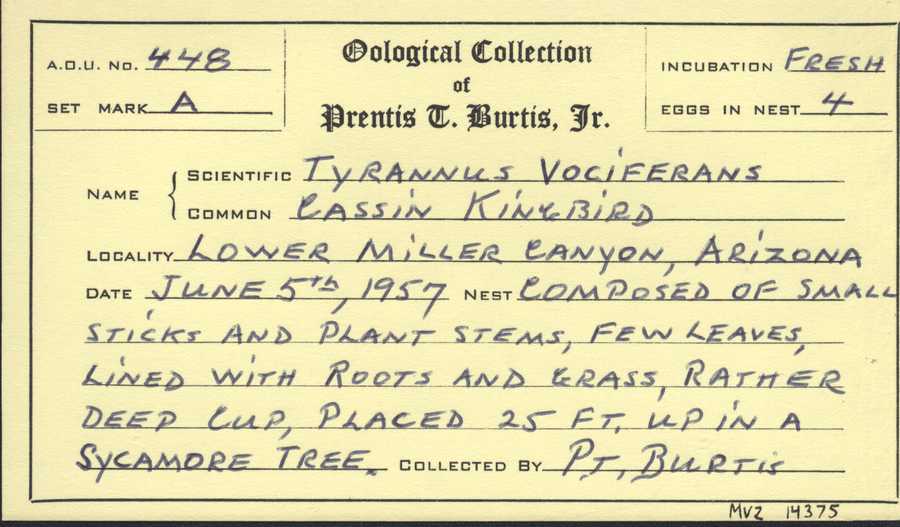 A.O.U. No. 448
Oological Collection
Incubation Fresh
Set Mark A
of
Eggs in Nest 4
Prentis T. Burtis, Jr.
Name
Scientific Tyrannus Vociferans
Common Cassin Kingbird
Locality Lower Miller Canyon, Arizona
Date June 5th, 1957 Nest Composed of small
sticks and plant stems, few leaves,
lined with roots and grass, rather
deep cup, placed 25 ft. up in a
Sycamore tree. Collected by P.T. Burtis
MVZ 14375